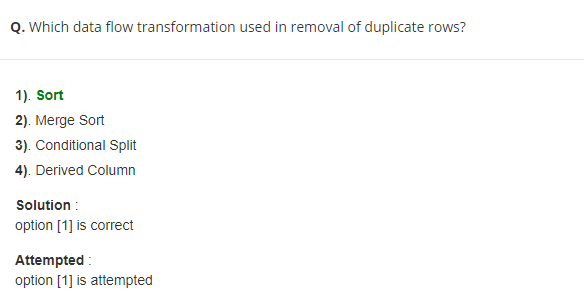 Q. Which data flow transformation used in removal of duplicate rows?
1). Sort
2). Merge Sort
3). Conditional Split
4). Derived Column
Solution :
option [1] is correct
Attempted :
option [1] is attempted